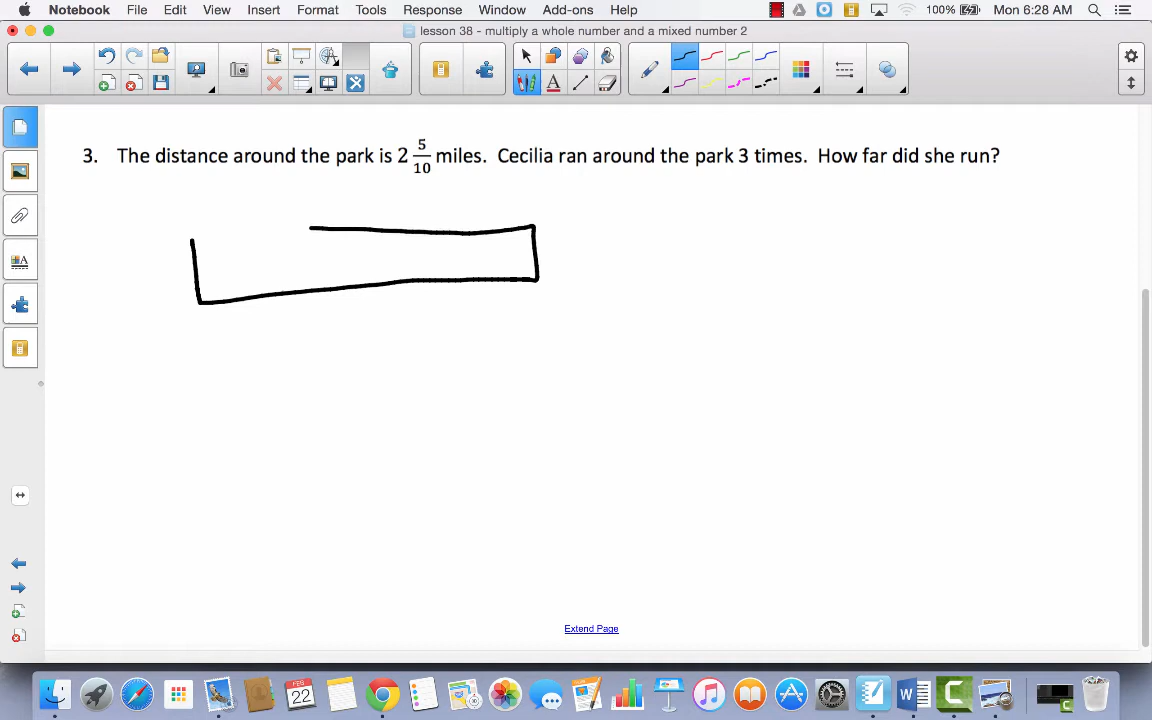 Notebook File Edit View Insert Format Tools Response Window Add-ons Help 100% Mon 6:28 AM
lesson 38 - multiply a whole number and a mixed number 2
3. The distance around the park is 2 5/10 miles. Cecilia ran around the park 3 times. How far did she run?
Extend Page
FEB
22